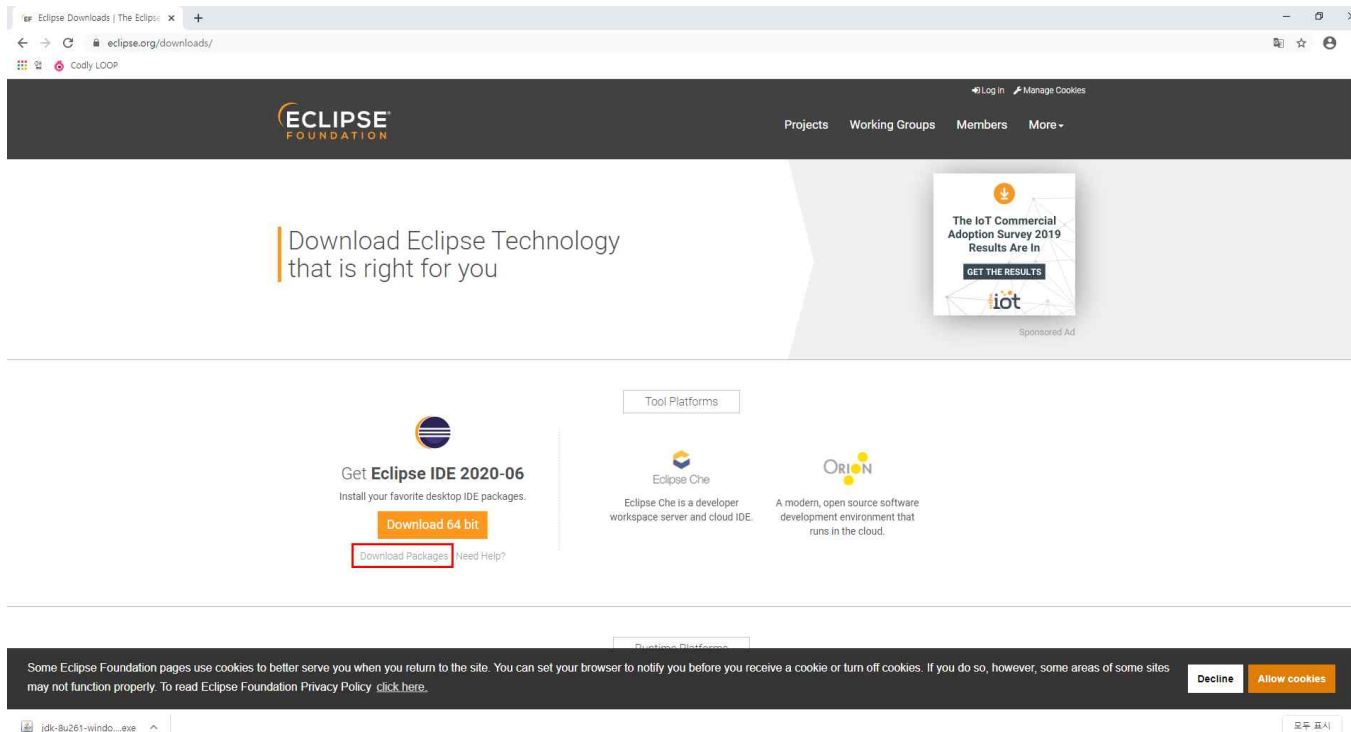 Eclipse Downloads | The Eclipse
eclipse.org/downloads/
앱 Codly LOOP
Log in Manage Cookies
ECLIPSE
FOUNDATION
Projects Working Groups Members More
Download Eclipse Technology
that is right for you
The IoT Commercial
Adoption Survey 2019
Results Are In
GET THE RESULTS
iot
Sponsored Ad
Tool Platforms
Get Eclipse IDE 2020-06
Install your favorite desktop IDE packages.
Download 64 bit
Download Packages Need Help?
Eclipse Che
Eclipse Che is a developer
workspace server and cloud IDE.
ORION
A modern, open source software
development environment that
runs in the cloud.
Runtime Platforms
Some Eclipse Foundation pages use cookies to better serve you when you return to the site. You can set your browser to notify you before you receive a cookie or turn off cookies. If you do so, however, some areas of some sites
may not function properly. To read Eclipse Foundation Privacy Policy click here.
Decline Allow cookies
jdk-8u261-windo....exe
모두 표시